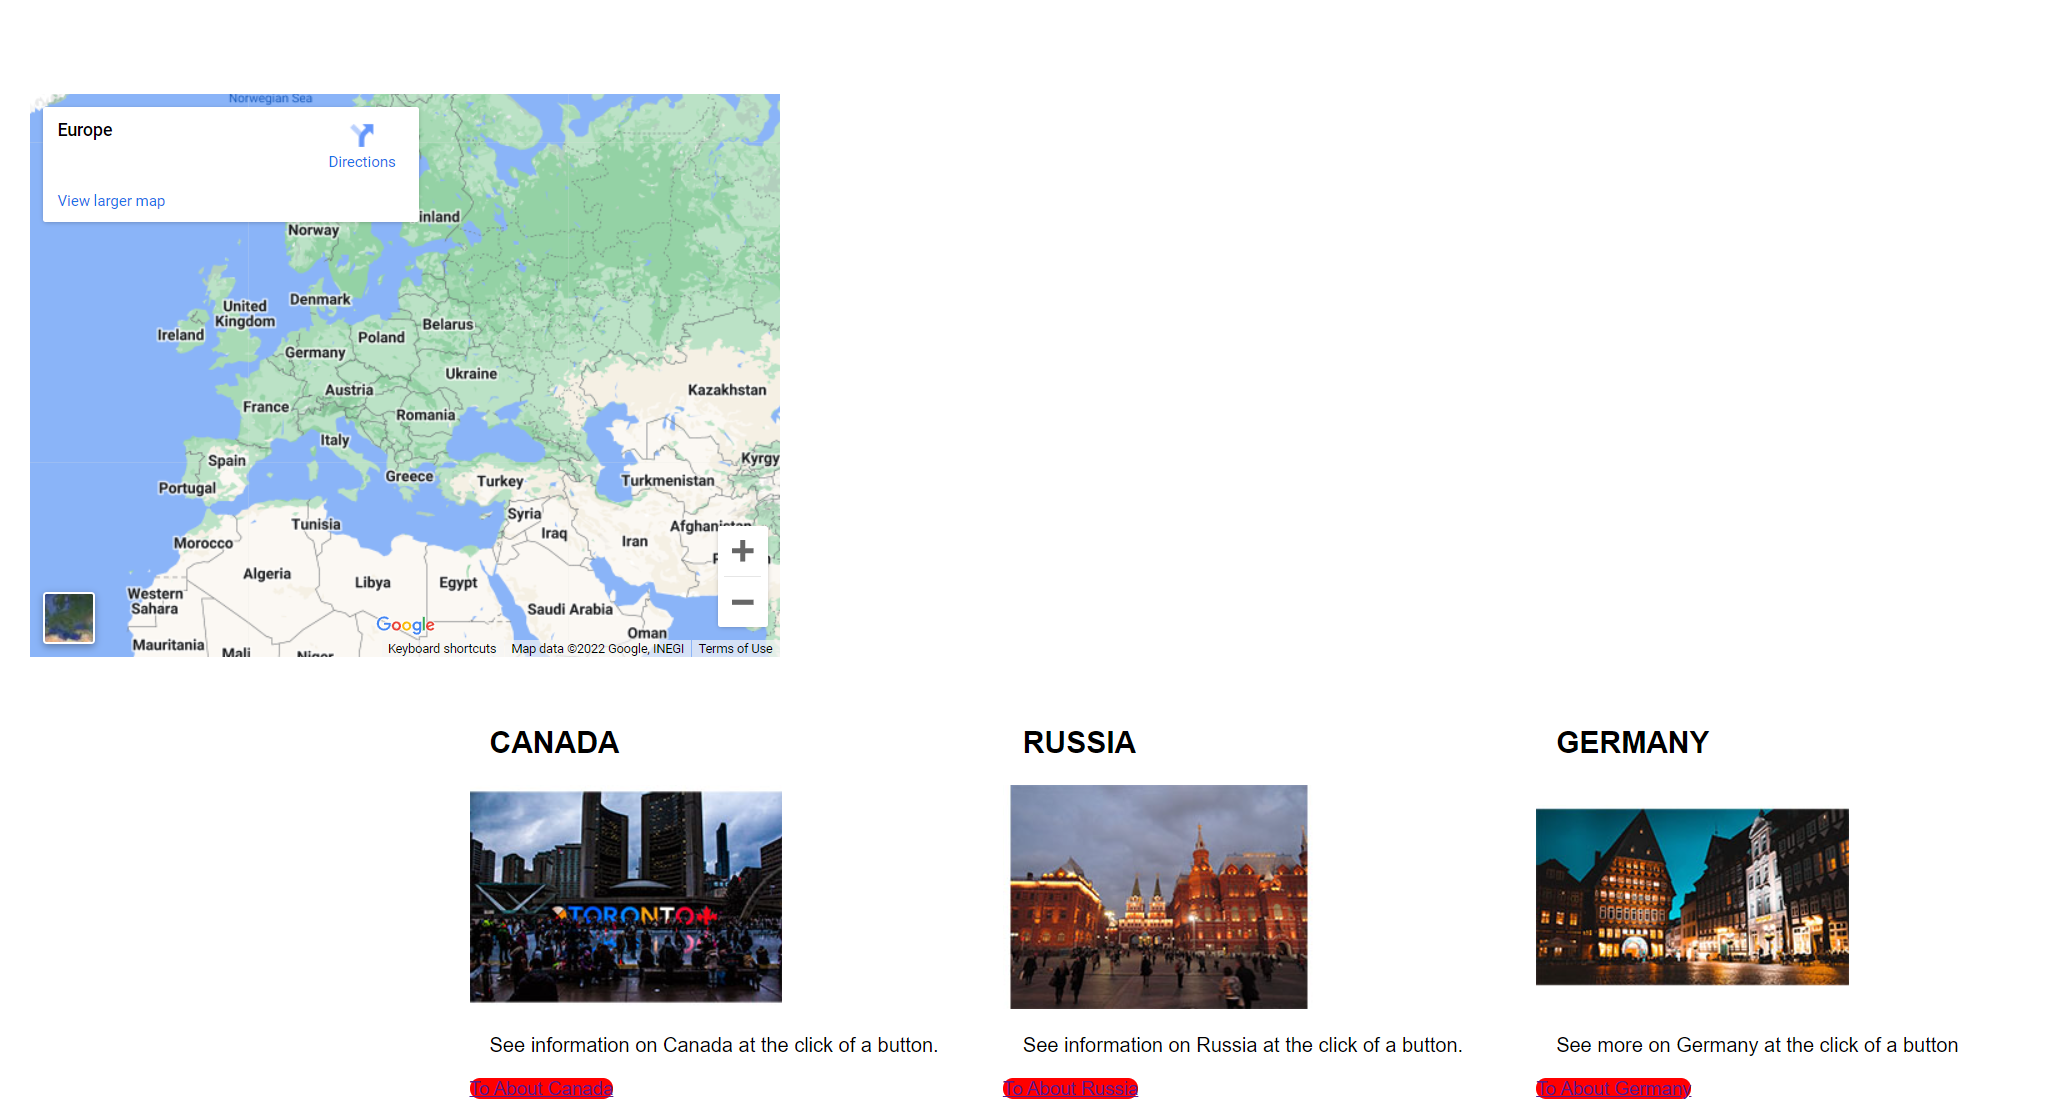 Norwegian Sea
Europe
Directions
View larger map
inland
Norway
United
Kingdom
Denmark
Ireland
Belarus
Poland
Germany
Ukraine
Austria
Kazakhstan
France
Romania
Italy
Kyrgy
Spain
Greece
Turkey
Turkmenistan
Portugal
Syria
Tunisia
Iraq
Iran
Morocco
Algeria
Libya
Egypt
Western
Sahara
Saudi Arabia
Google
Oman
Mauritania
Mali
Niger
Keyboard shortcuts
Map data ©2022 Google, INEGI
Terms of Use
CANADA
RUSSIA
GERMANY
TORONTO
See information on Canada at the click of a button.
See information on Russia at the click of a button.
See more on Germany at the click of a button
To About Canada
To About Russia
To About Germany